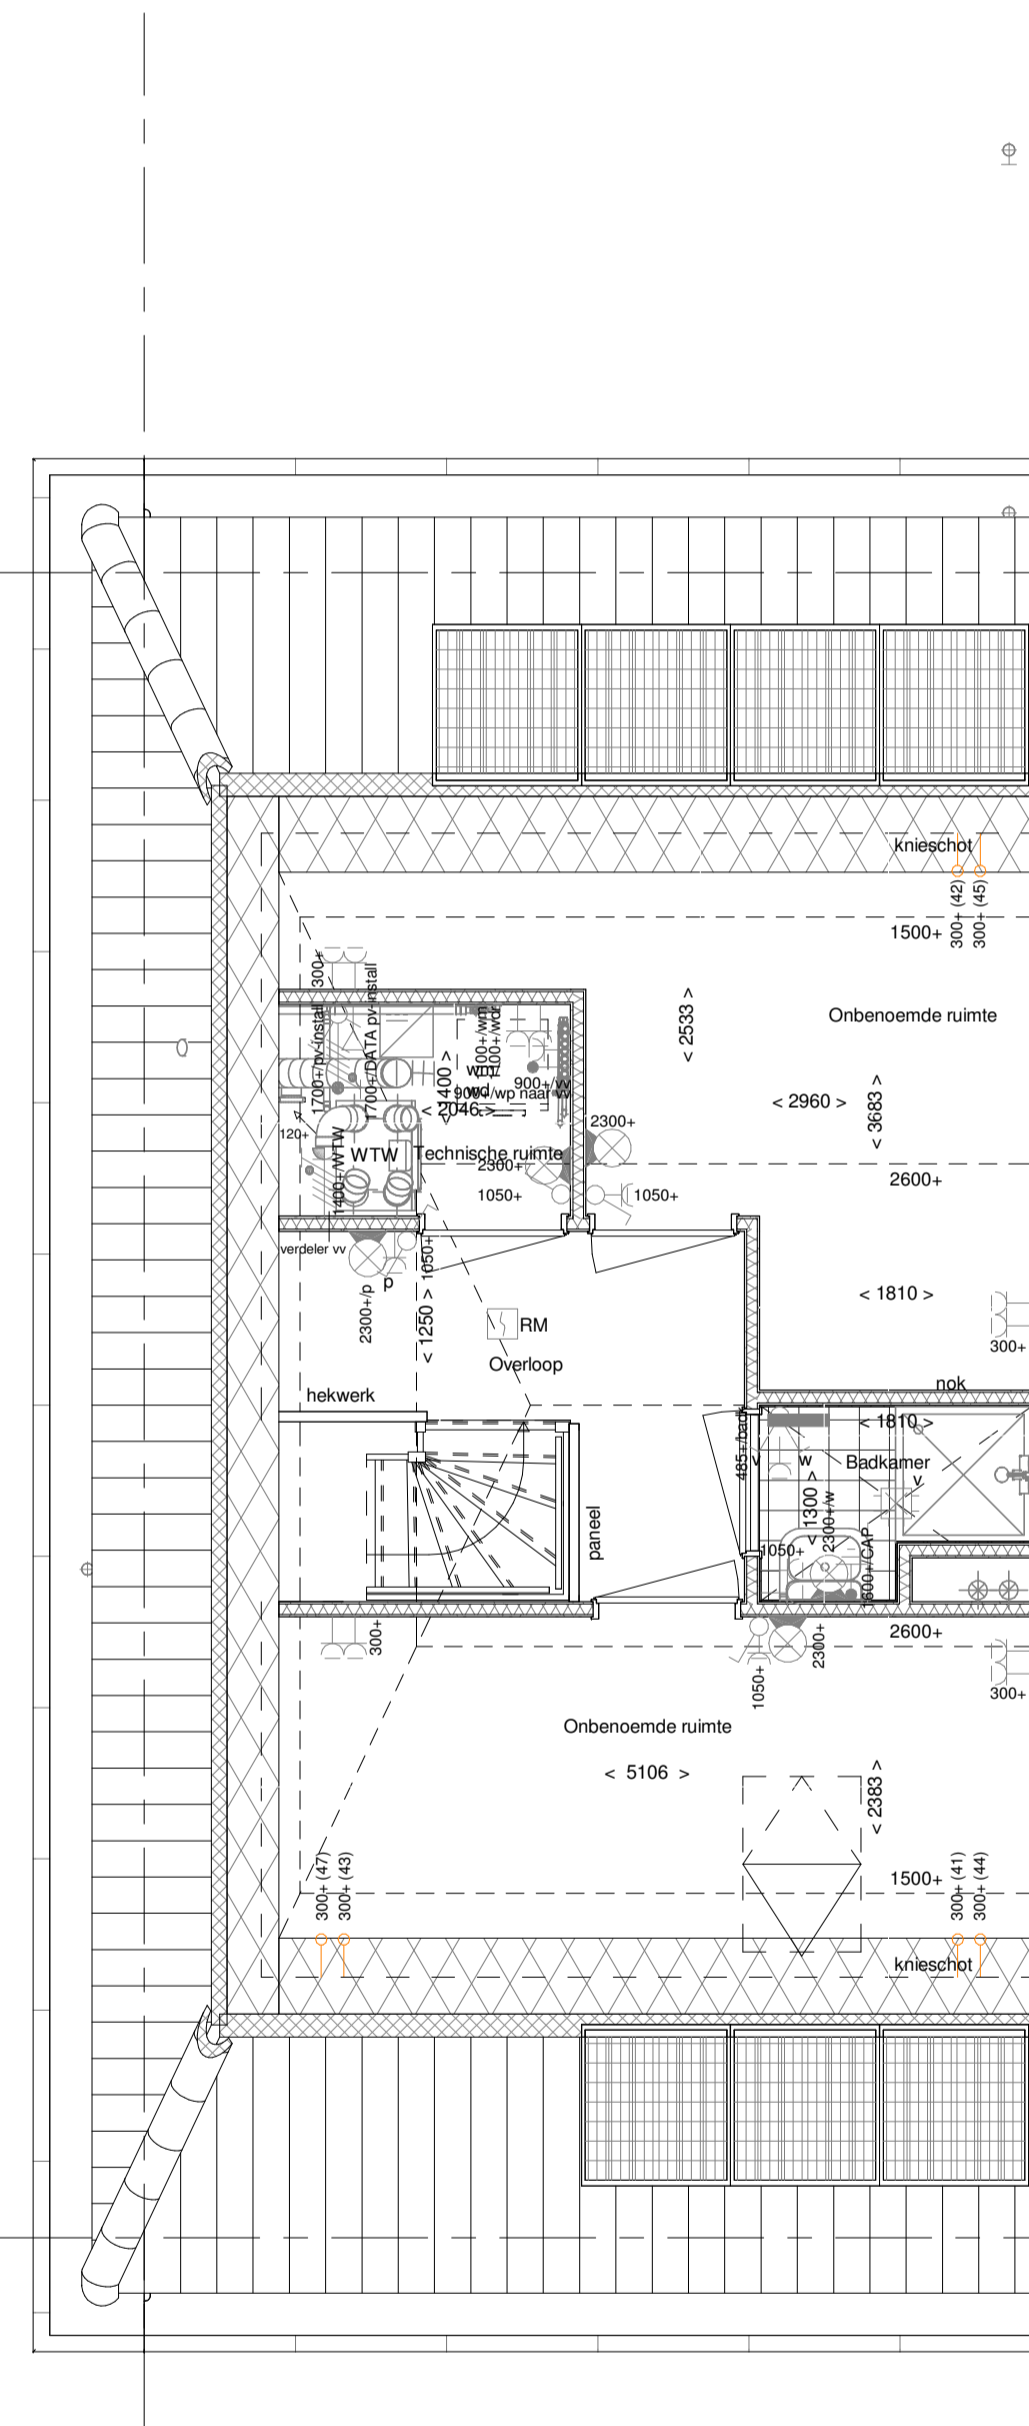 knieschot
300+ (42)
300+ (45)
1500+
300+
Onbenoemde ruimte
< 2533 >
< 2960 >
< 3683 >
1700+/pv-install
1700+/DATA pv-install
2100+/wm
2100+/wdr
wm/
wd
< 1400 >
900+/vv
900+/wp naar vv
< 2046 >
120+
WTW
1400+/WTW
Technische ruimte
2300+
1050+
2300+
1050+
2600+
verdeler vv
p
2300+/p
1050+
< 1250 >
RM
Overloop
< 1810 >
300+
hekwerk
nok
< 1810 >
485+/badk
v
w
Badkamer
v
< 1300 >
2300+/w
1050+
1600+/CAP
paneel
300+
2600+
2300+
1050+
300+
Onbenoemde ruimte
< 5106 >
< 2383 >
300+ (47)
300+ (43)
1500+
300+ (41)
300+ (44)
knieschot